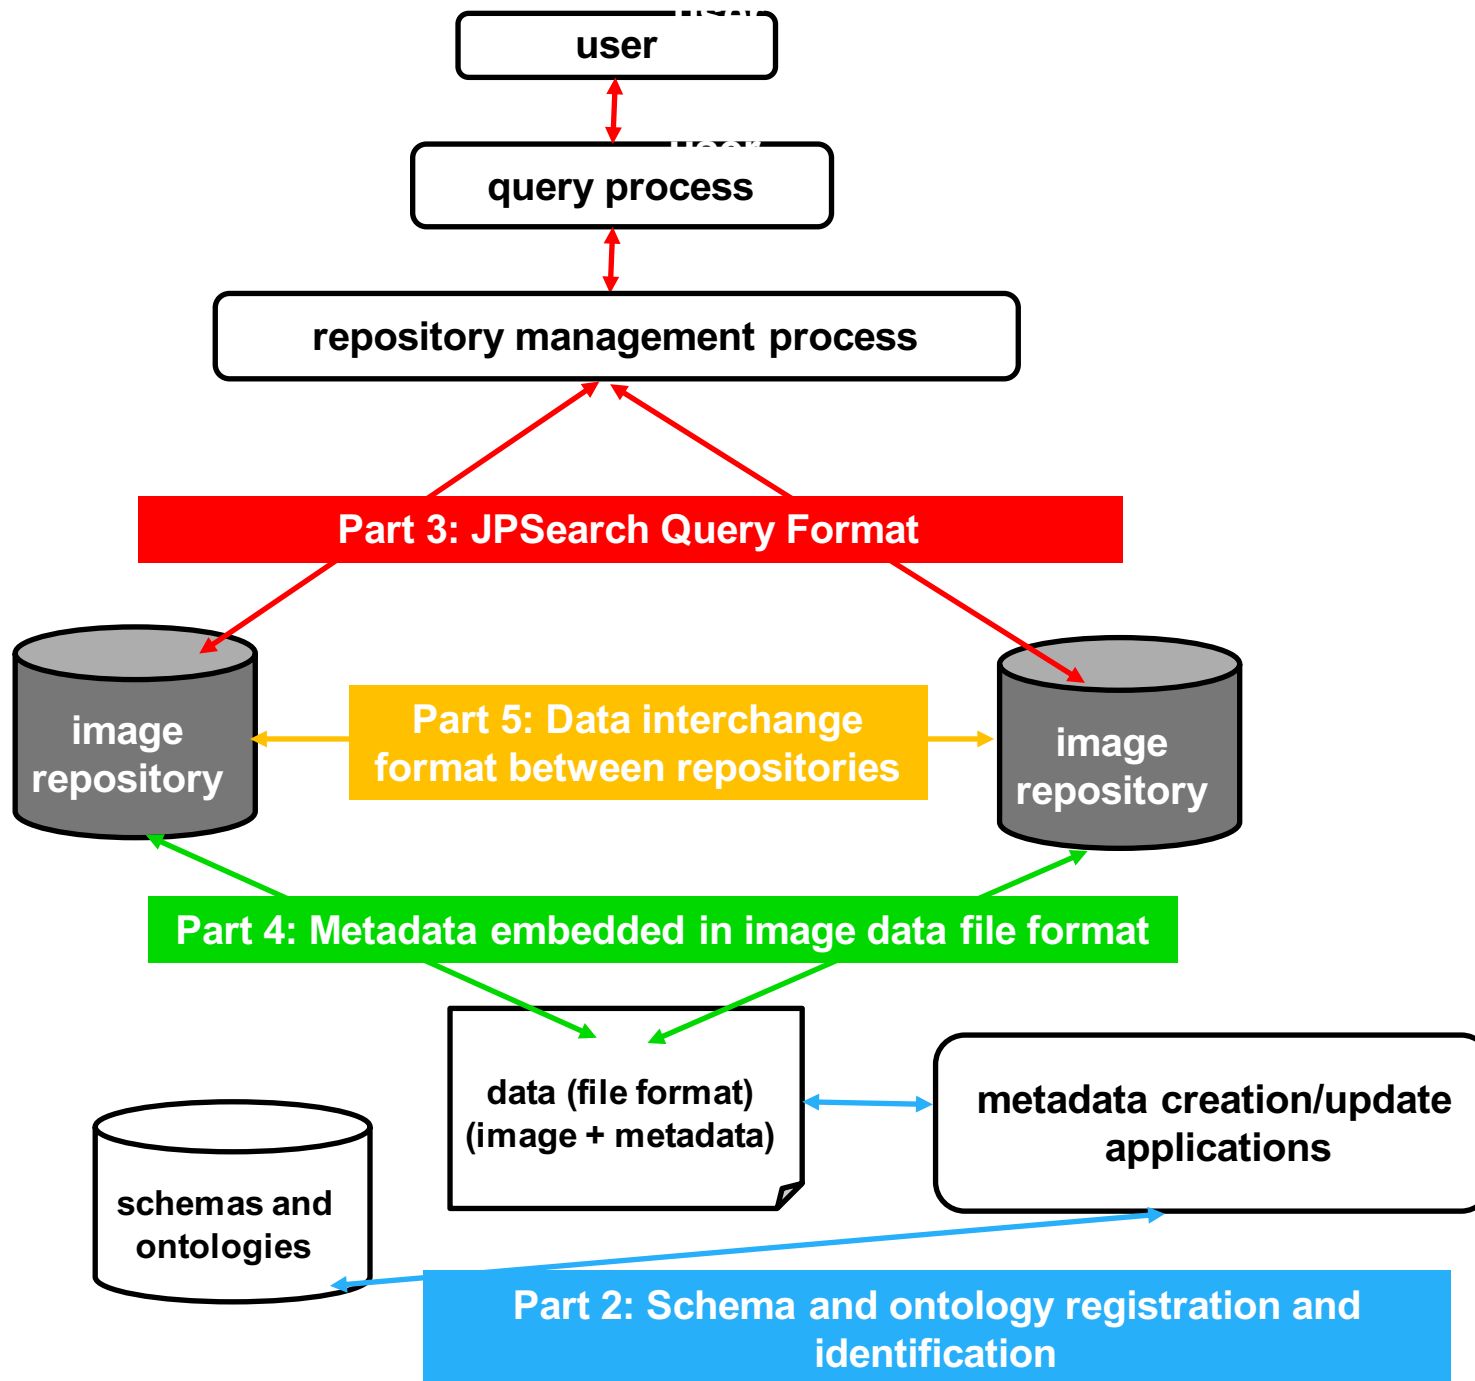 user
user
user
query process
repository management process
Part 3: JPSearch Query Format
image
repository
Part 5: Data interchange
format between repositories
image
repository
Part 4: Metadata embedded in image data file format
data (file format)
(image + metadata)
metadata creation/update
applications
schemas and
ontologies
Part 2: Schema and ontology registration and
identification